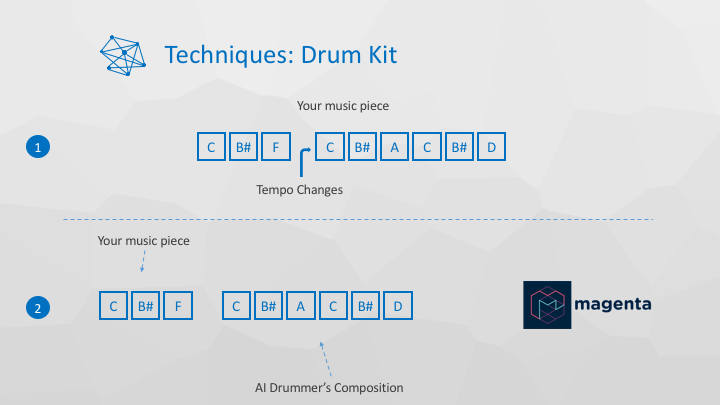 Techniques: Drum Kit
Your music piece
1
C B# F C B# A C B# D
Tempo Changes
Your music piece
2
C B# F C B# A C B# D
magenta
AI Drummer's Composition